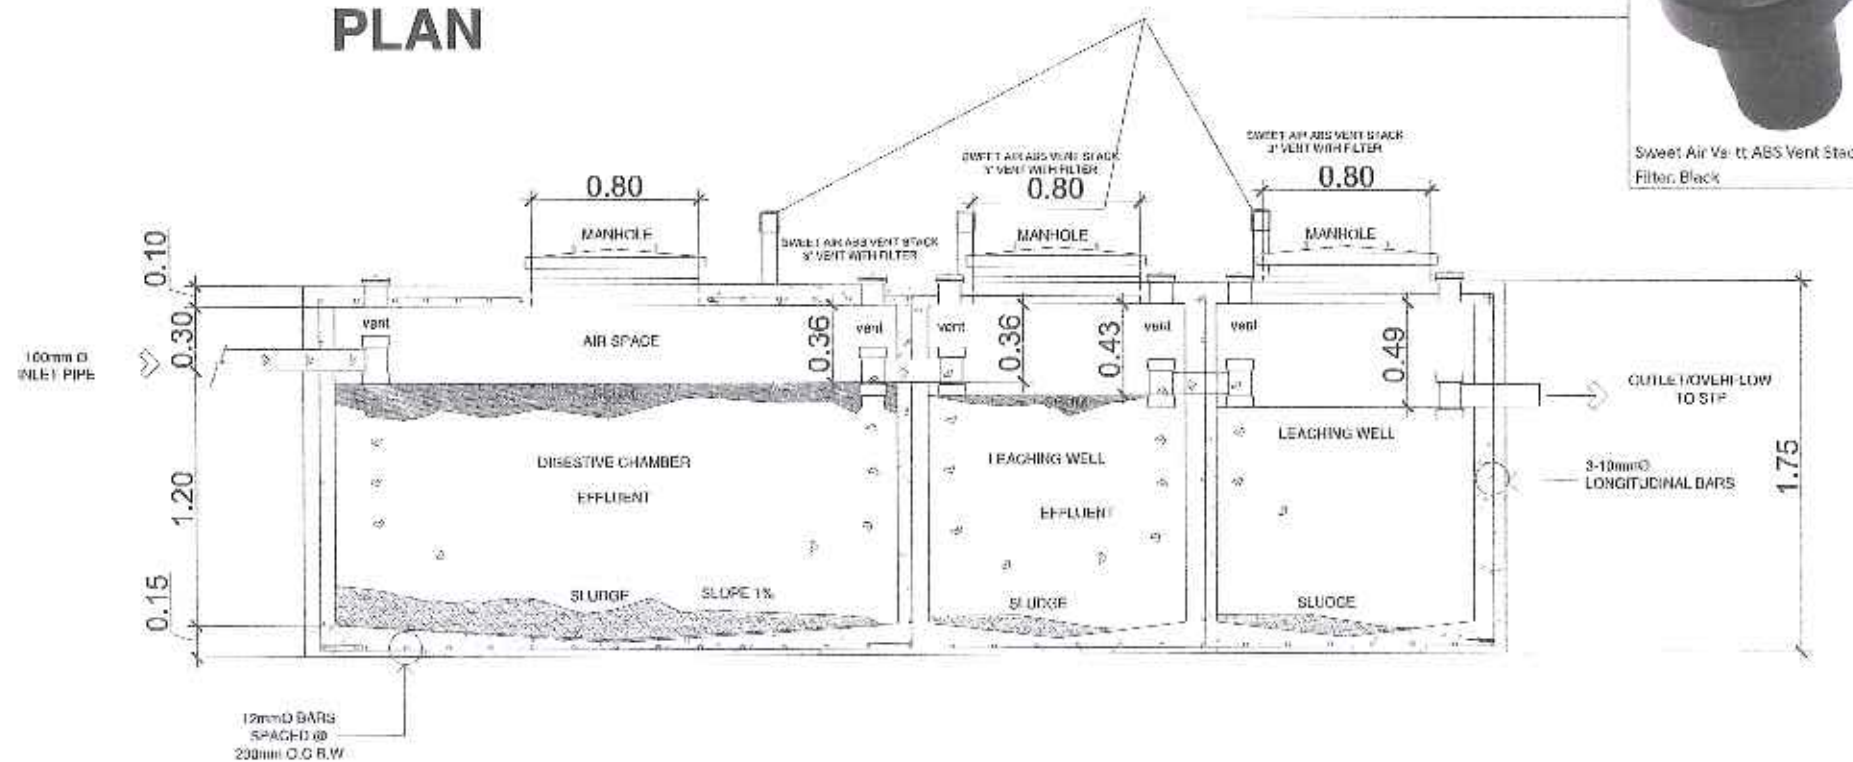 PLAN
Sweet Air
ABS Vent
Filter, Black
SWEET AIR ABS VENT STACK
3" VENT WITH FILTER
SWEET AIR ABS VENT STACK
VENT WITH FILTER
0.80
0.80
0.80
MANHOLE
MANHOLE
MANHOLE
SWEET AIR ABS VENT STACK
3" VENT WITH FILTER
0.10
0.30
vent
AIR SPACE
0.36
vent
vent
0.36
0.43
vent
vent
0.49
100mm Ø
INLET PIPE
OUTLET/OVERFLOW
TO STP
DIGESTIVE CHAMBER
EFFLUENT
LEACHING WELL
EFFLUENT
LEACHING WELL
3-10mmØ
LONGITUDINAL BARS
1.75
1.20
0.15
SLUDGE
SLOPE 1%
SLUDGE
SLUDGE
12mmØ BARS
SPACED @
200mm O.C B.W